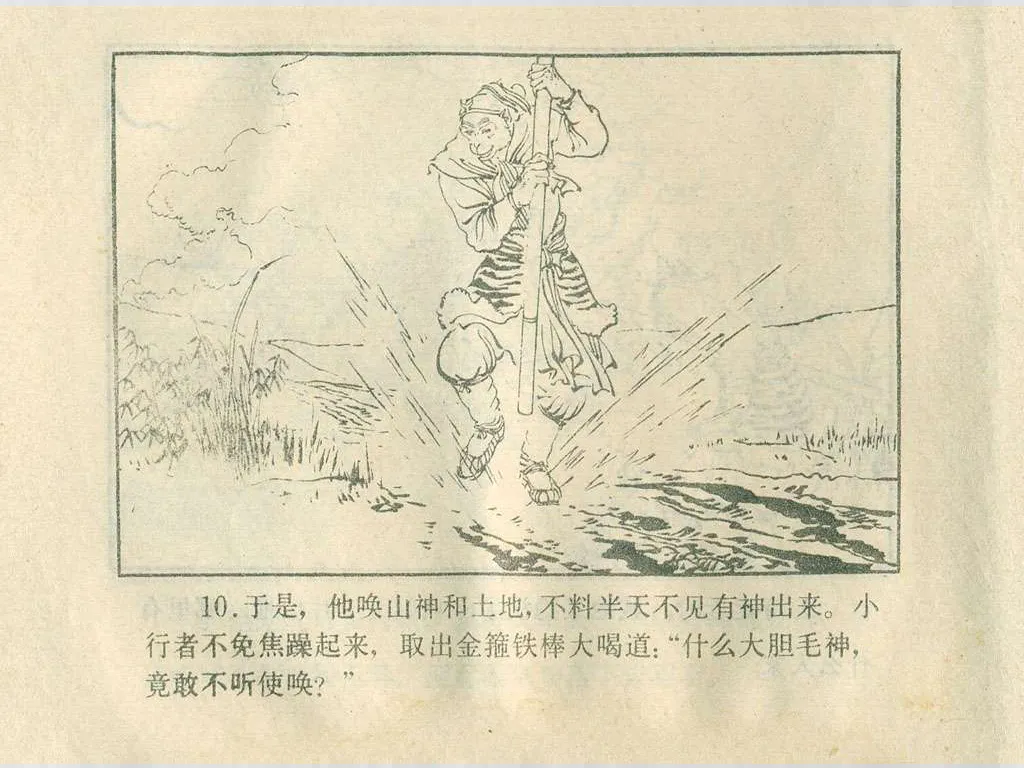 10.于是，他唤山神和土地，不料半天不见有神出来。小
行者不免焦躁起来，取出金箍铁棒大喝道：“什么大胆毛神，
竟敢不听使唤？”